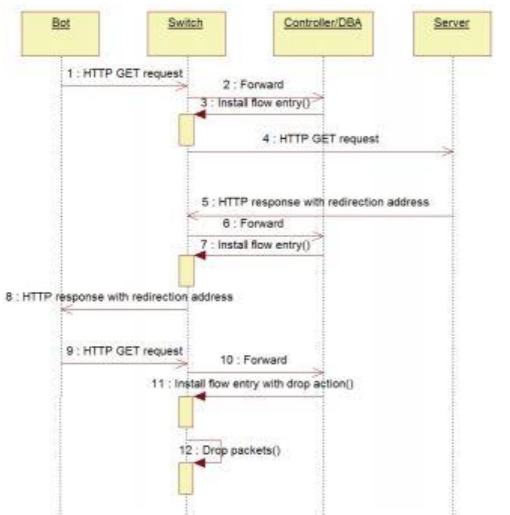 Bot
Switch
Controller/DBA
Server
1 : HTTP GET request
2 : Forward
3 : Install flow entry()
4 : HTTP GET request
5 : HTTP response with redirection address
6 : Forward
7 : Install flow entry()
8 : HTTP response with redirection address
9 : HTTP GET request
10 : Forward
11 : Install flow entry with drop action()
12 : Drop packets()